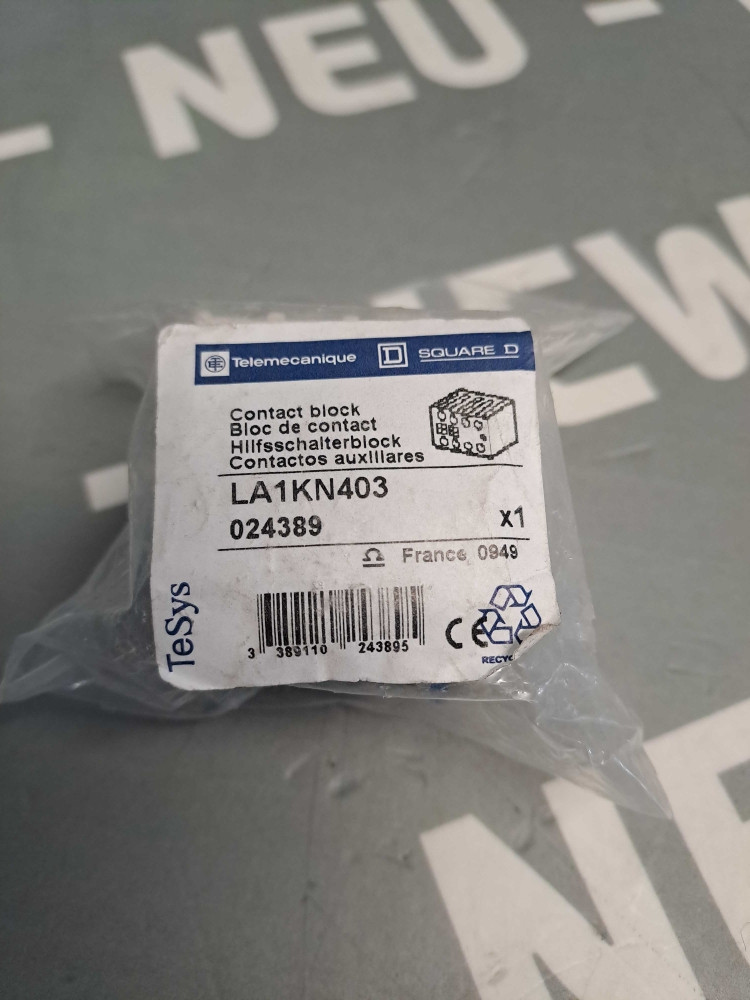 - NEU -
NEW
Telemecanique SQUARE D
Contact block
Bloc de contact
Hilfsschalterblock
Contactos auxiliares
LA1KN403
024389 x1
France 0949
TeSys
3 389110 243895
CE